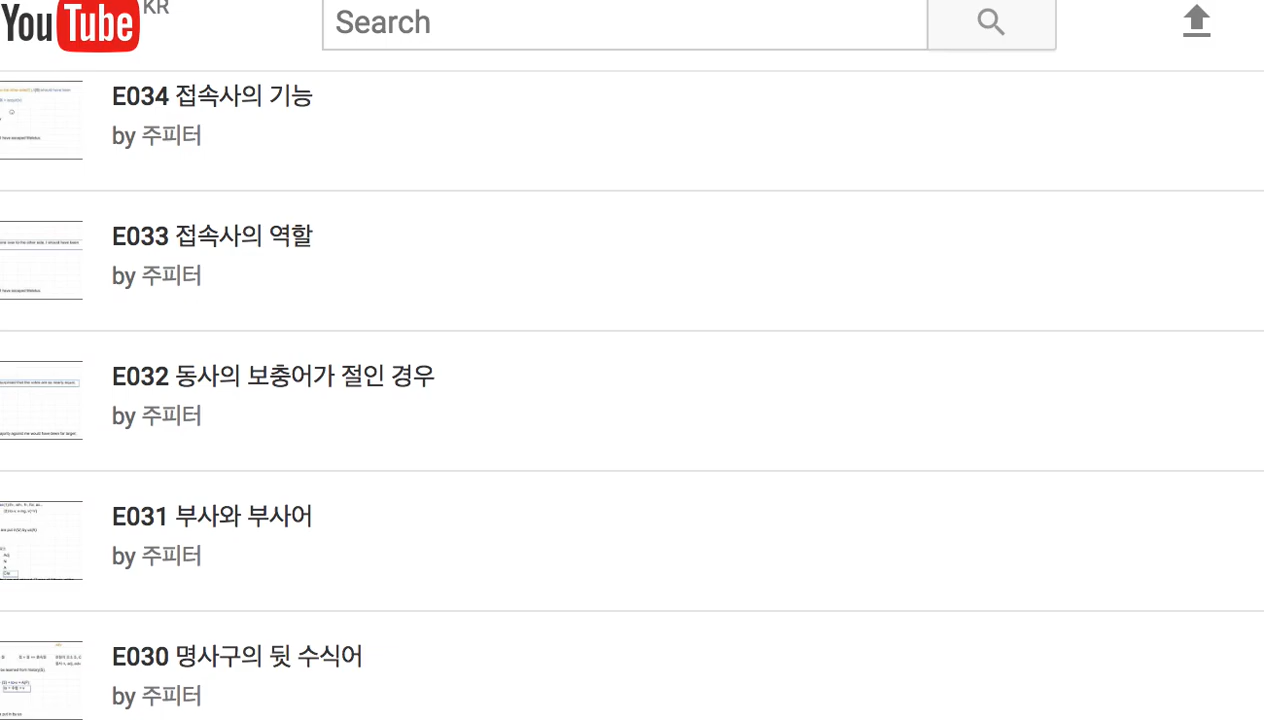 YouTube KR
Search
E034 접속사의 기능
by 주피터
E033 접속사의 역할
by 주피터
E032 동사의 보충어가 절인 경우
by 주피터
E031 부사와 부사어
by 주피터
E030 명사구의 뒷 수식어
by 주피터